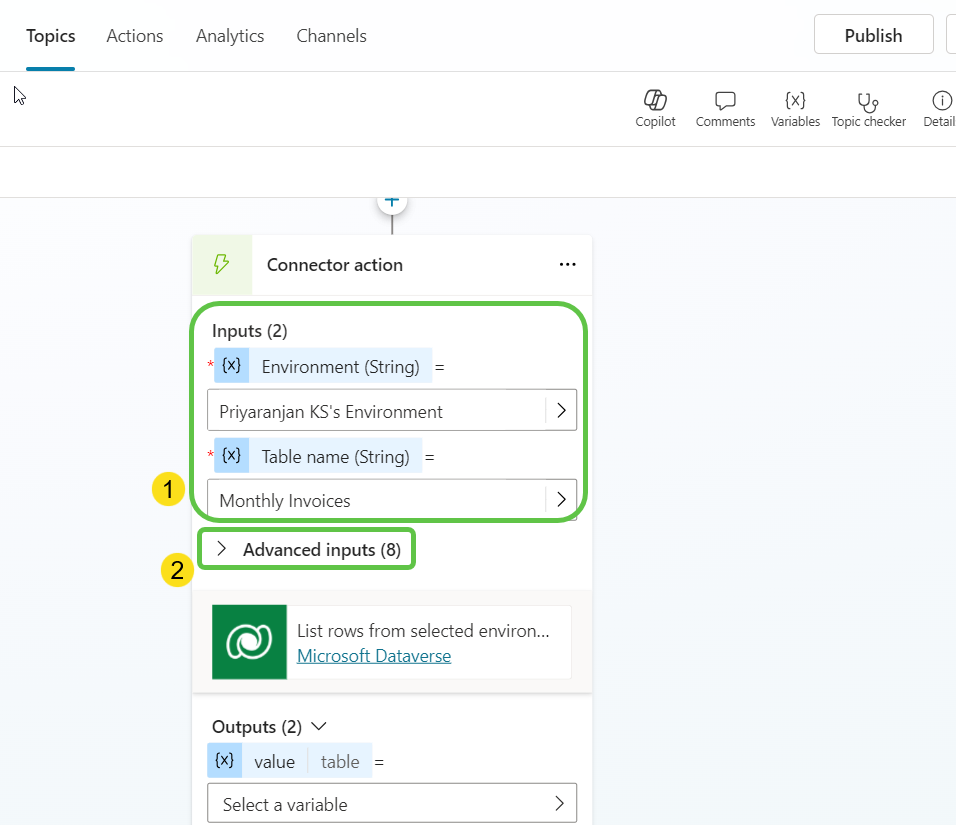 Topics Actions Analytics Channels Publish
Copilot Comments Variables Topic checker Detail
Connector action ...
Inputs (2)
* {x} Environment (String) =
Priyaranjan KS's Environment
* {x} Table name (String) =
1
Monthly Invoices
Advanced inputs (8)
2
List rows from selected environ...
Microsoft Dataverse
Outputs (2)
{x} value table =
Select a variable